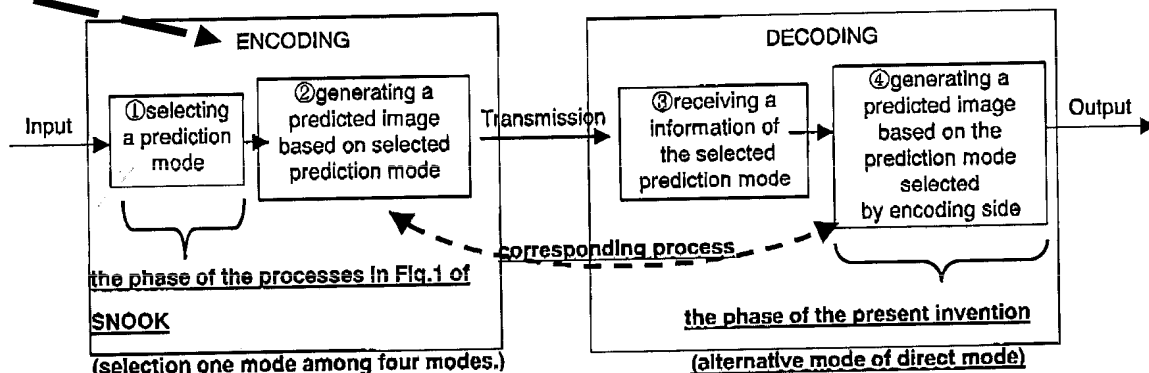 ENCODING
Input
①selecting
a prediction
mode
②generating a
predicted image
based on selected
prediction mode
Transmission
DECODING
③receiving a
information of
the selected
prediction mode
④generating a
predicted image
based on the
prediction mode
selected
by encoding side
Output
corresponding process
the phase of the processes in Fig.1 of
SNOOK
(selection one mode among four modes.)
the phase of the present invention
(alternative mode of direct mode)